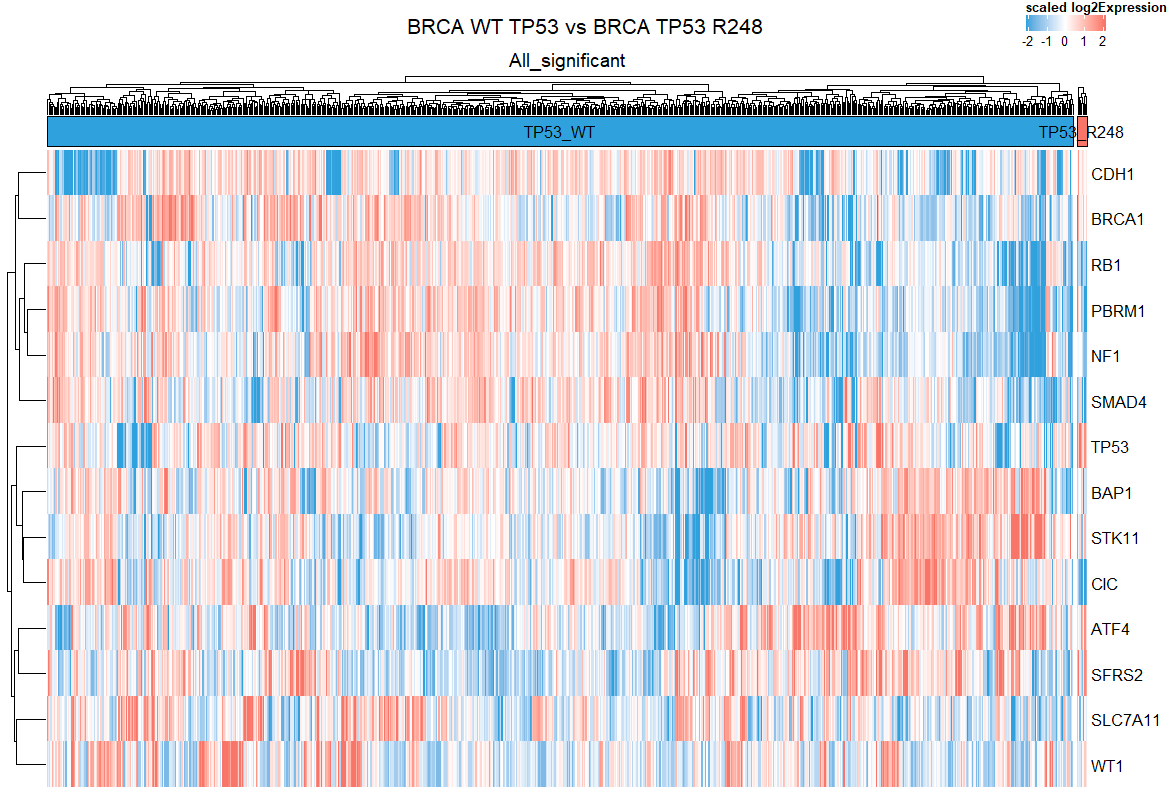 scaled log2Expression
-2 -1 0 1 2
BRCA WT TP53 vs BRCA TP53 R248
All_significant
TP53_WT
TP53_R248
CDH1
BRCA1
RB1
PBRM1
NF1
SMAD4
TP53
BAP1
STK11
CIC
ATF4
SFRS2
SLC7A11
WT1